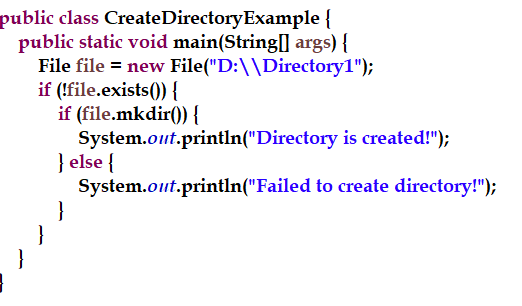 public class CreateDirectoryExample {
public static void main(String[] args) {
File file = new File("D:\\Directory1");
if (!file.exists()) {
if (file.mkdir()) {
System.out.println("Directory is created!");
} else {
System.out.println("Failed to create directory!");
}
}
}
}